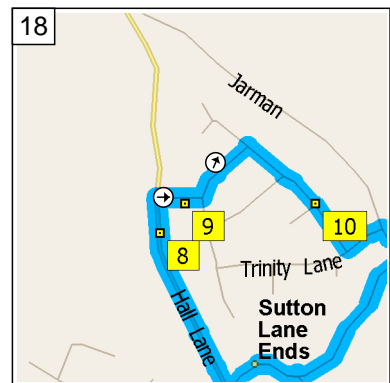 18
Jarman
9
10
8
Trinity Lane
Hall Lane
Sutton
Lane
Ends